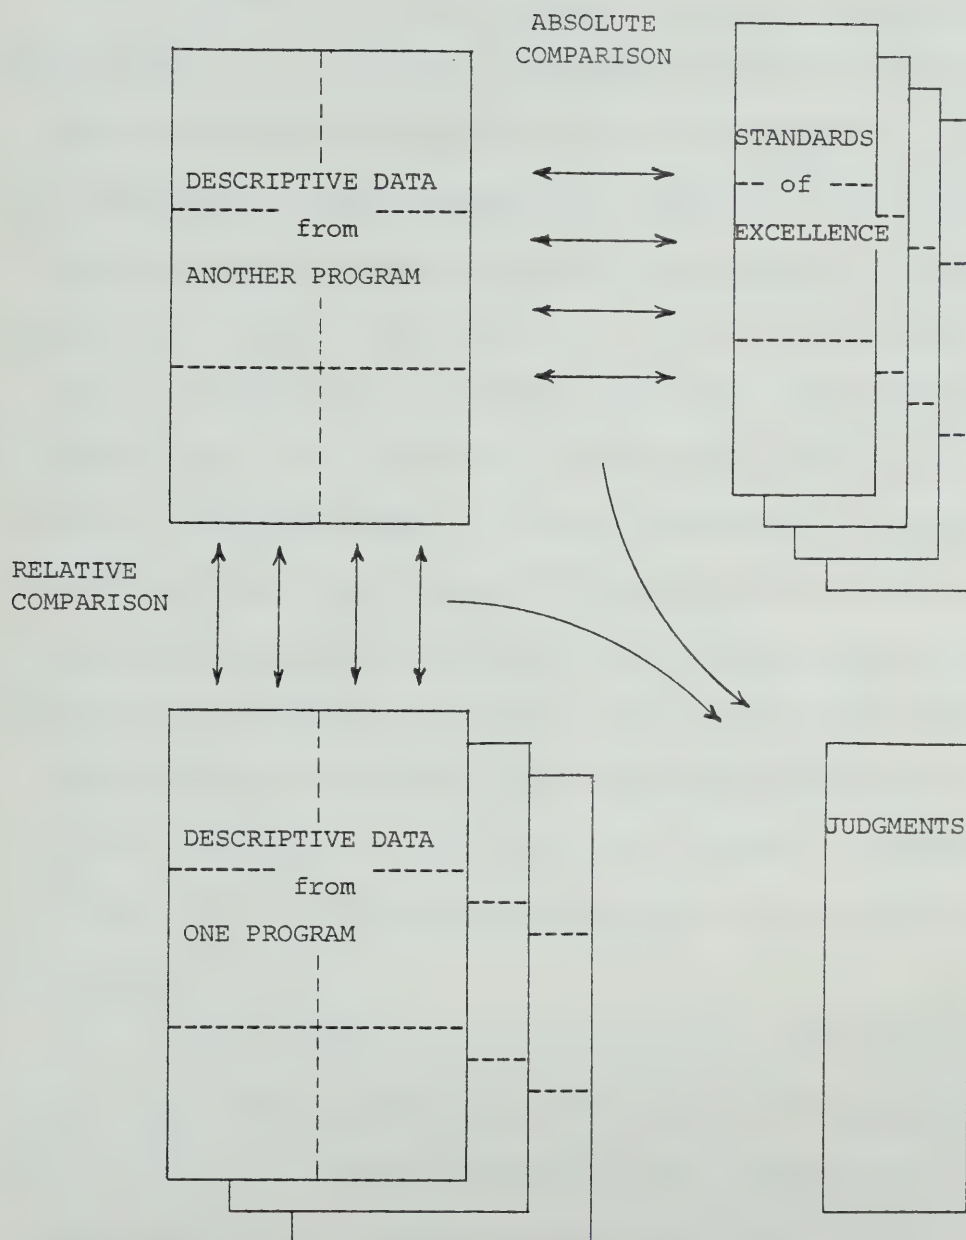 ABSOLUTE
COMPARISON
STANDARDS
of
EXCELLENCE
DESCRIPTIVE DATA
from
ANOTHER PROGRAM
RELATIVE
COMPARISON
DESCRIPTIVE DATA
from
ONE PROGRAM
JUDGMENTS